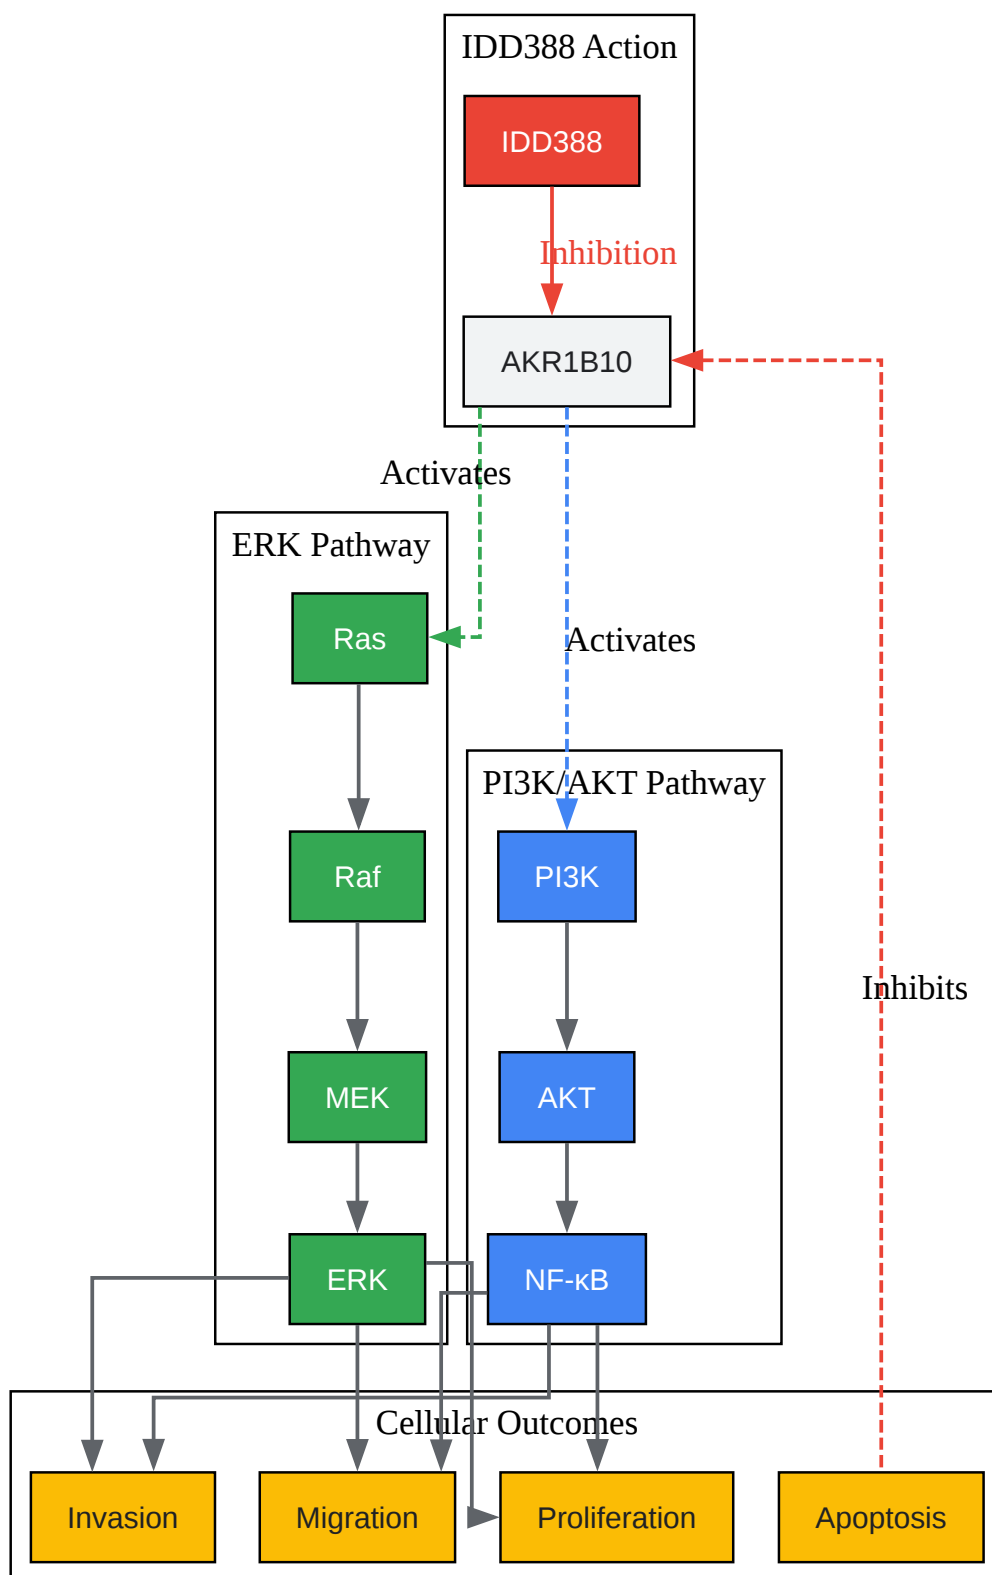 IDD388 Action
IDD388
Inhibition
AKR1B10
Activates
ERK Pathway
Ras
Activates
PI3K/AKT Pathway
Raf
PI3K
Inhibits
MEK
AKT
ERK
NF-κB
Cellular Outcomes
Invasion
Migration
Proliferation
Apoptosis